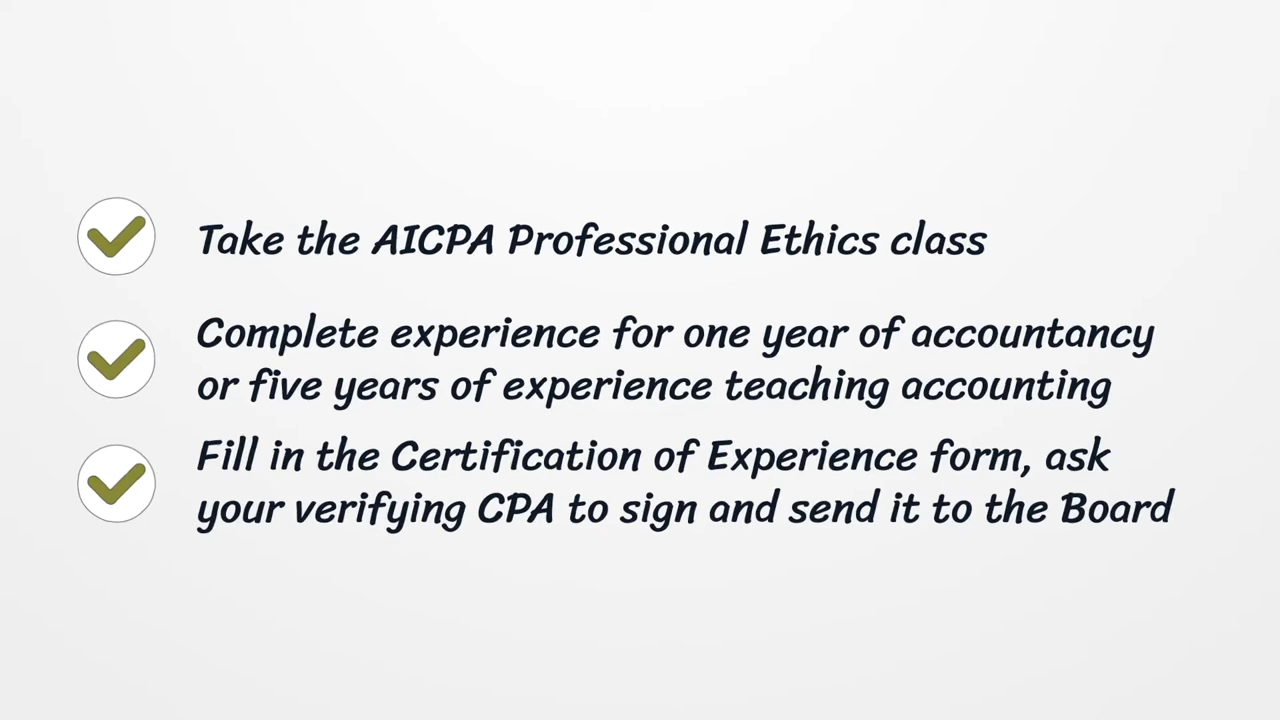 Take the AICPA Professional Ethics class
Complete experience for one year of accountancy
or five years of experience teaching accounting
Fill in the Certification of Experience form, ask
your verifying CPA to sign and send it to the Board